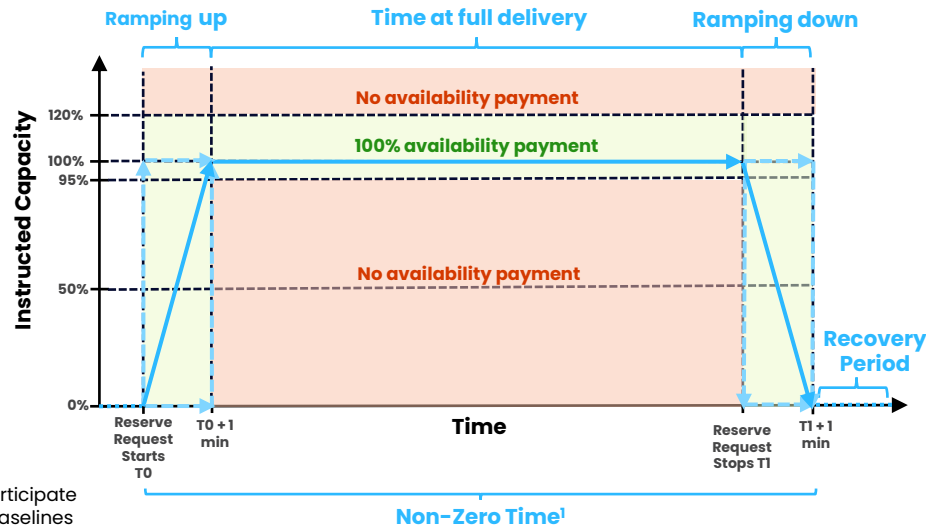 Ramping up
Time at full delivery
Ramping down
No availability payment
120%
100% availability payment
100%
95%
Instructed Capacity
No availability payment
50%
Recovery
Period
0%
Reserve
Request
Starts
T0
T0 +1
min
Time
Reserve
Request
Stops T1
T1 + 1
min
rticipate
aselines
Non-Zero Time¹